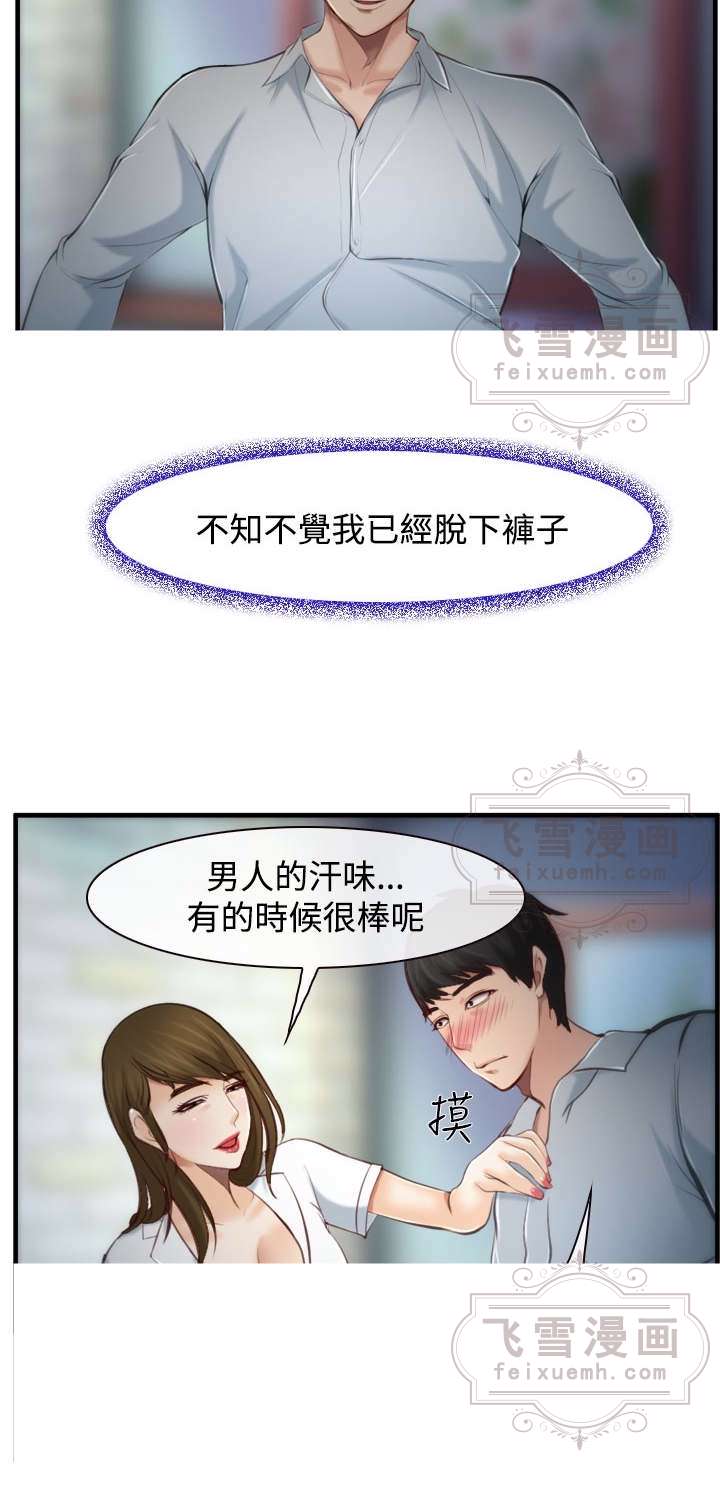 飞雪漫画
feixuemh.com
不知不覺我已經脫下褲子
飞雪漫画
feixuemh.com
男人的汗味...
有的時候很棒呢
摸
飞雪漫画
feixuemh.com